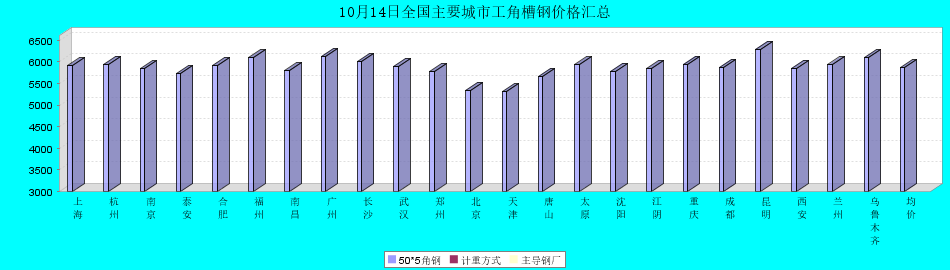 10月14日全国主要城市工角槽钢价格汇总
6500
6000
5500
5000
4500
4000
3500
3000
上海
杭州
南京
泰安
合肥
福州
南昌
广州
长沙
武汉
郑州
北京
天津
唐山
太原
沈阳
江阴
重庆
成都
昆明
西安
兰州
乌鲁木齐
均价
50*5角钢 计重方式 主导钢厂